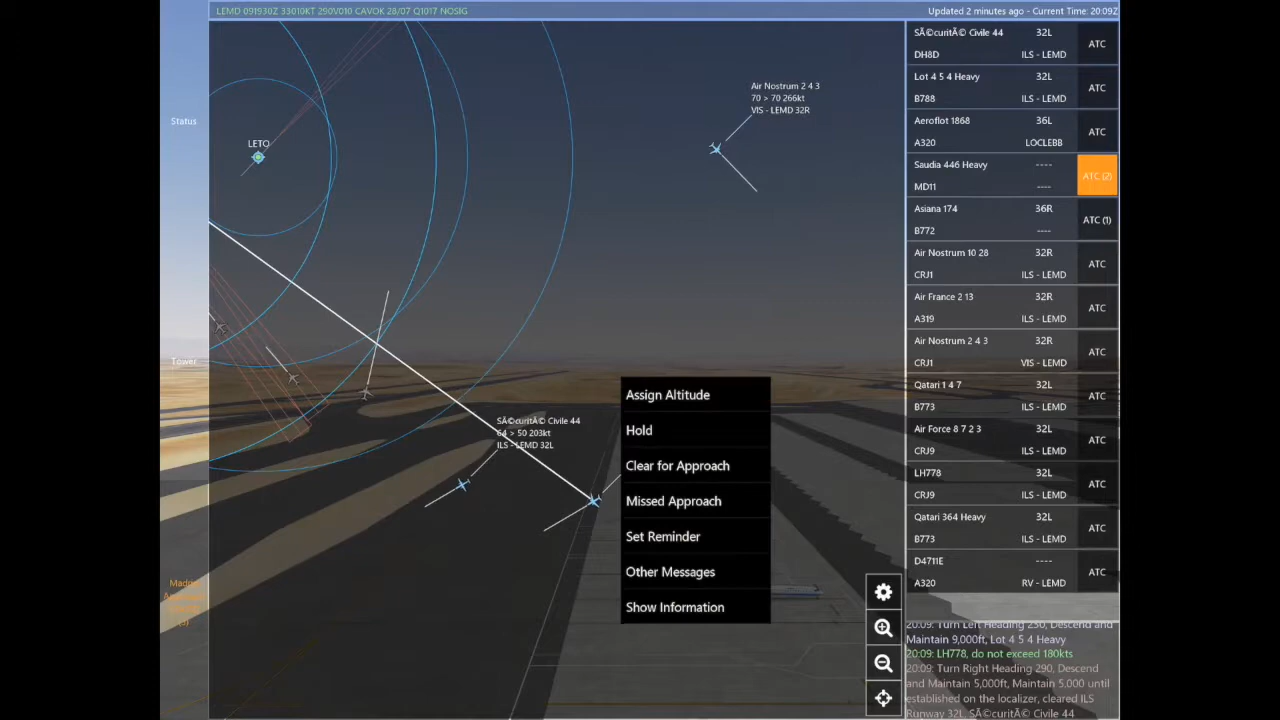 LEMD 091930Z 33010KT 290V010 CAVOK 28/07 Q1017 NOSIG
Updated 2 minutes ago - Current Time: 20:09Z
Status
Tower
LETO
Air Nostrum 2 4 3
70 > 70 266kt
VIS - LEMD 32R
SÃ©curitÃ© Civile 44
64 > 50 203kt
ILS - LEMD 32L
Assign Altitude
Hold
Clear for Approach
Missed Approach
Set Reminder
Other Messages
Show Information
SÃ©curitÃ© Civile 44 32L
DH8D ILS - LEMD
ATC
Lot 4 5 4 Heavy 32L
B788 ILS - LEMD
ATC
Aeroflot 1868 36L
A320 LOCLEBB
ATC
Saudia 446 Heavy ----
MD11 ----
ATC (2)
Asiana 174 36R
B772 ----
ATC (1)
Air Nostrum 10 28 32R
CRJ1 ILS - LEMD
ATC
Air France 2 13 32R
A319 ILS - LEMD
ATC
Air Nostrum 2 4 3 32R
CRJ1 VIS - LEMD
ATC
Qatari 1 4 7 32L
B773 ILS - LEMD
ATC
Air Force 8 7 2 3 32L
CRJ9 ILS - LEMD
ATC
LH778 32L
CRJ9 ILS - LEMD
ATC
Qatari 364 Heavy 32L
B773 ILS - LEMD
ATC
D4711E ----
A320 RV - LEMD
ATC
20:09: Turn Left Heading 250, Descend and
Maintain 9,000ft, Lot 4 5 4 Heavy
20:09: LH778, do not exceed 180kts
20:09: Turn Right Heading 290, Descend
and Maintain 5,000ft, Maintain 5,000 until
established on the localizer, cleared ILS
Runway 32L, SÃ©curitÃ© Civile 44